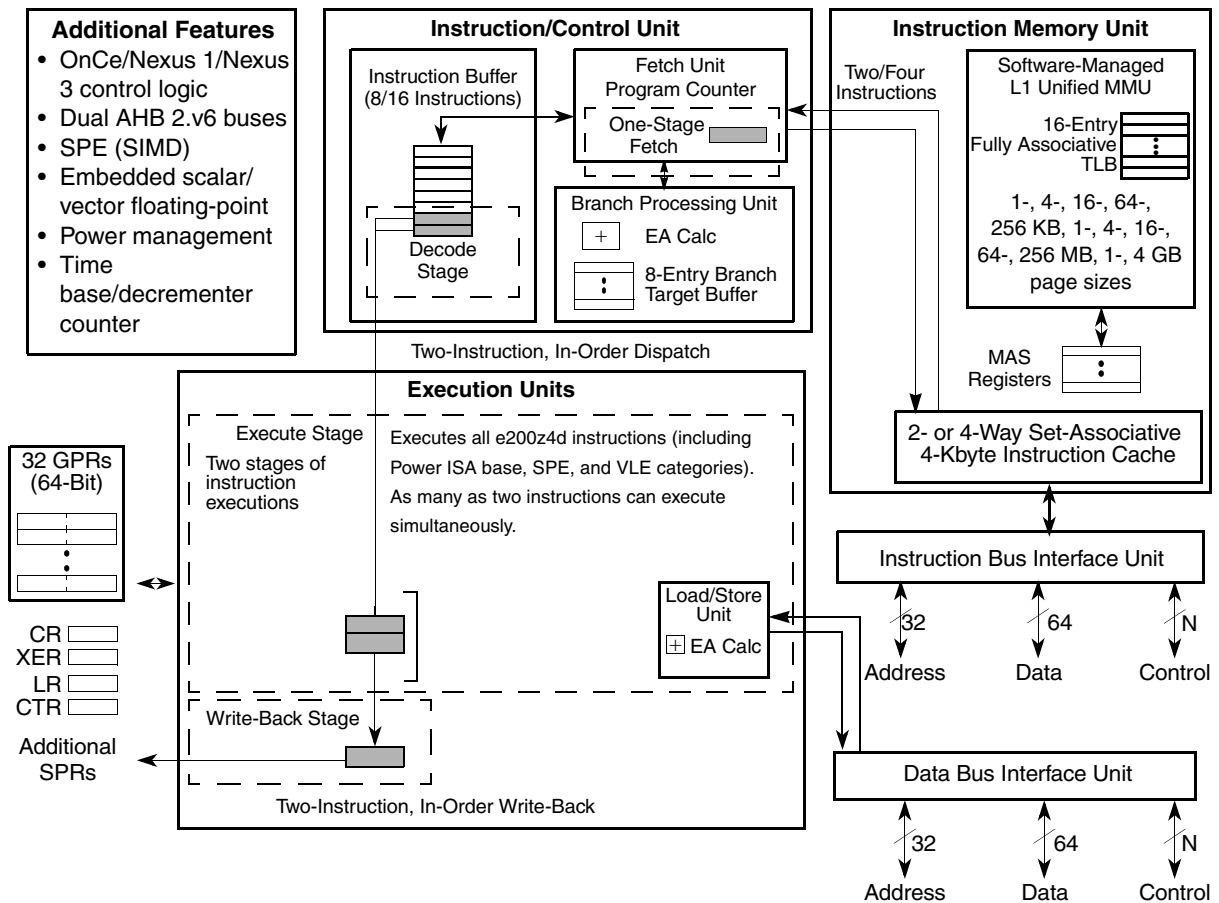 Additional Features
• OnCe/Nexus 1/Nexus
3 control logic
• Dual AHB 2.v6 buses
• SPE (SIMD)
• Embedded scalar/
vector floating-point
• Power management
• Time
base/decrementer
counter
Instruction/Control Unit
Instruction Buffer
(8/16 Instructions)
Decode
Stage
Fetch Unit
Program Counter
One-Stage
Fetch
Branch Processing Unit
+ EA Calc
8-Entry Branch
Target Buffer
Two/Four
Instructions
Instruction Memory Unit
Software-Managed
L1 Unified MMU
16-Entry
Fully Associative
TLB
1-, 4-, 16-, 64-,
256 KB, 1-, 4-, 16-,
64-, 256 MB, 1-, 4 GB
page sizes
MAS
Registers
2- or 4-Way Set-Associative
4-Kbyte Instruction Cache
Two-Instruction, In-Order Dispatch
Execution Units
Execute Stage
Two stages of
instruction
executions
Executes all e200z4d instructions (including
Power ISA base, SPE, and VLE categories).
As many as two instructions can execute
simultaneously.
Load/Store
Unit
+ EA Calc
Write-Back Stage
Two-Instruction, In-Order Write-Back
32 GPRs
(64-Bit)
CR
XER
LR
CTR
Additional
SPRs
Instruction Bus Interface Unit
32 64 N
Address Data Control
Data Bus Interface Unit
32 64 N
Address Data Control